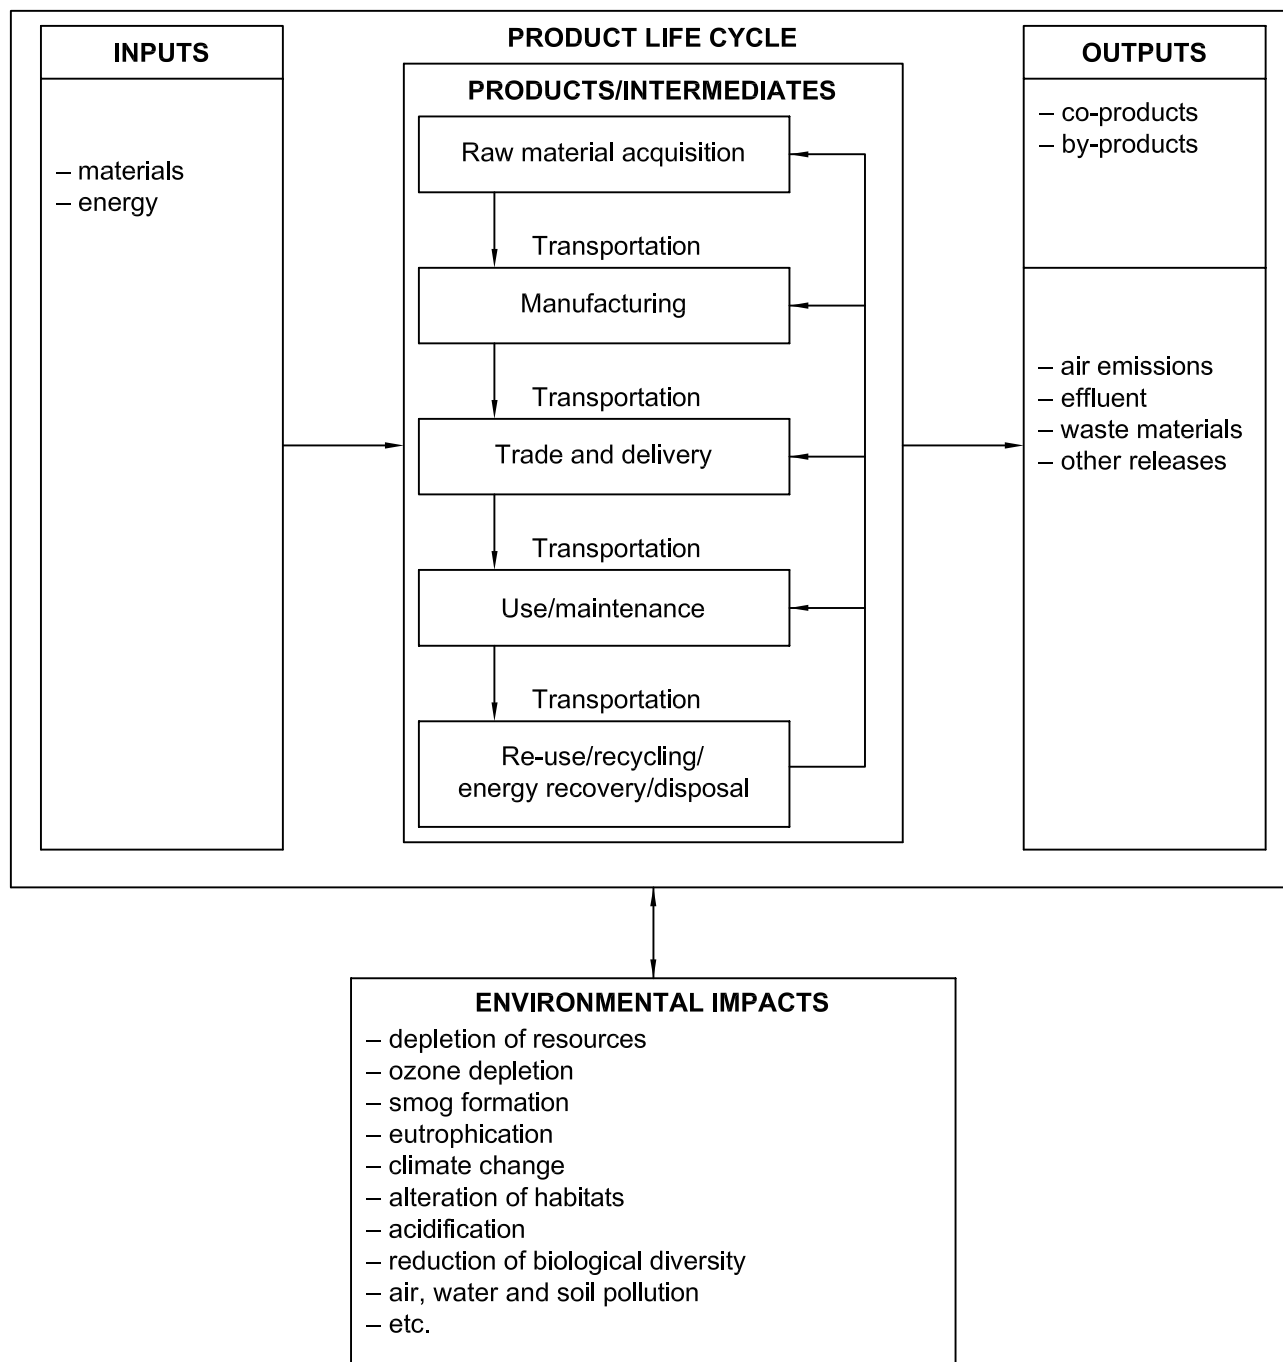 PRODUCT LIFE CYCLE
INPUTS
– materials
– energy
PRODUCTS/INTERMEDIATES
Raw material acquisition
Transportation
Manufacturing
Transportation
Trade and delivery
Transportation
Use/maintenance
Transportation
Re-use/recycling/
energy recovery/disposal
OUTPUTS
– co-products
– by-products
– air emissions
– effluent
– waste materials
– other releases
ENVIRONMENTAL IMPACTS
– depletion of resources
– ozone depletion
– smog formation
– eutrophication
– climate change
– alteration of habitats
– acidification
– reduction of biological diversity
– air, water and soil pollution
– etc.